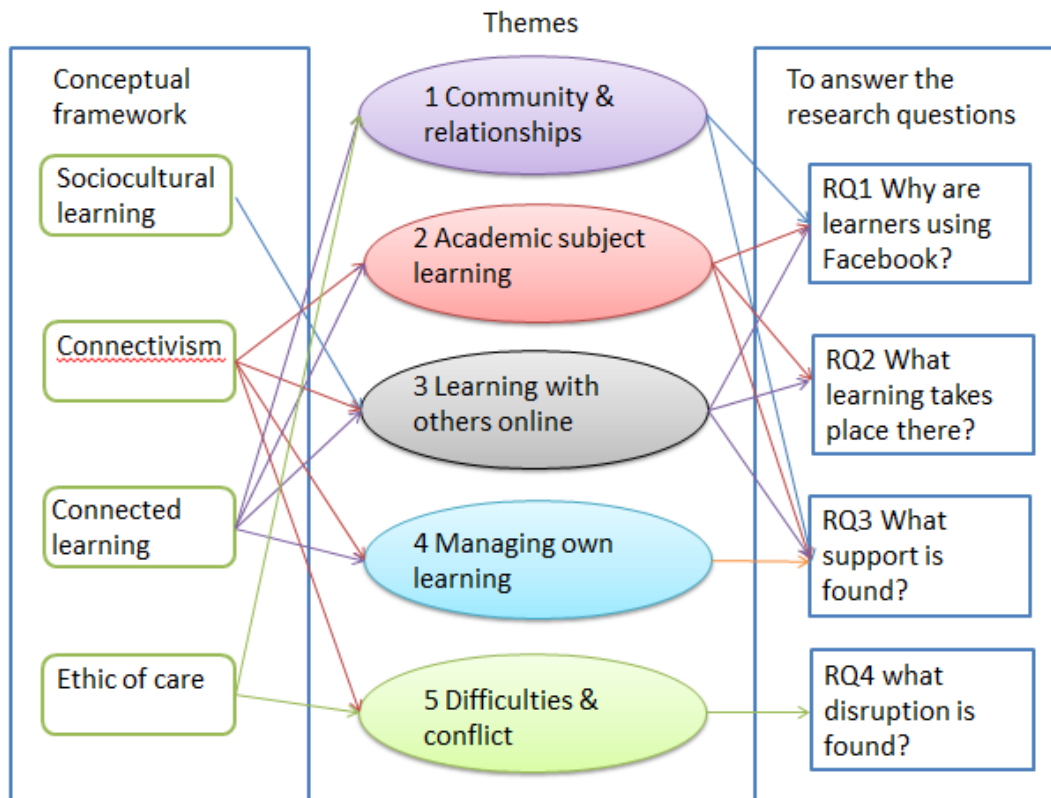 Themes
Conceptual
framework
Sociocultural
learning
Connectivism
Connected
learning
Ethic of care
1 Community &
relationships
2 Academic subject
learning
3 Learning with
others online
4 Managing own
learning
5 Difficulties &
conflict
To answer the
research questions
RQ1 Why are
learners using
Facebook?
RQ2 What
learning takes
place there?
RQ3 What
support is
found?
RQ4 what
disruption is
found?